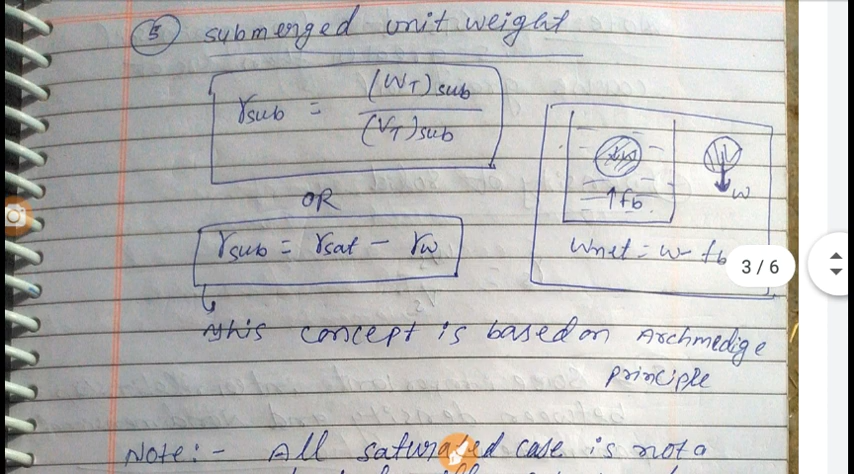 5 submerged unit weight
γsub = (WT)sub / (VT)sub
OR
γsub = γsat - γw
↑fb
w
Wnet = w - fb
3 / 6
This concept is based on Archmedige
principle
Note:- All saturated case is not a